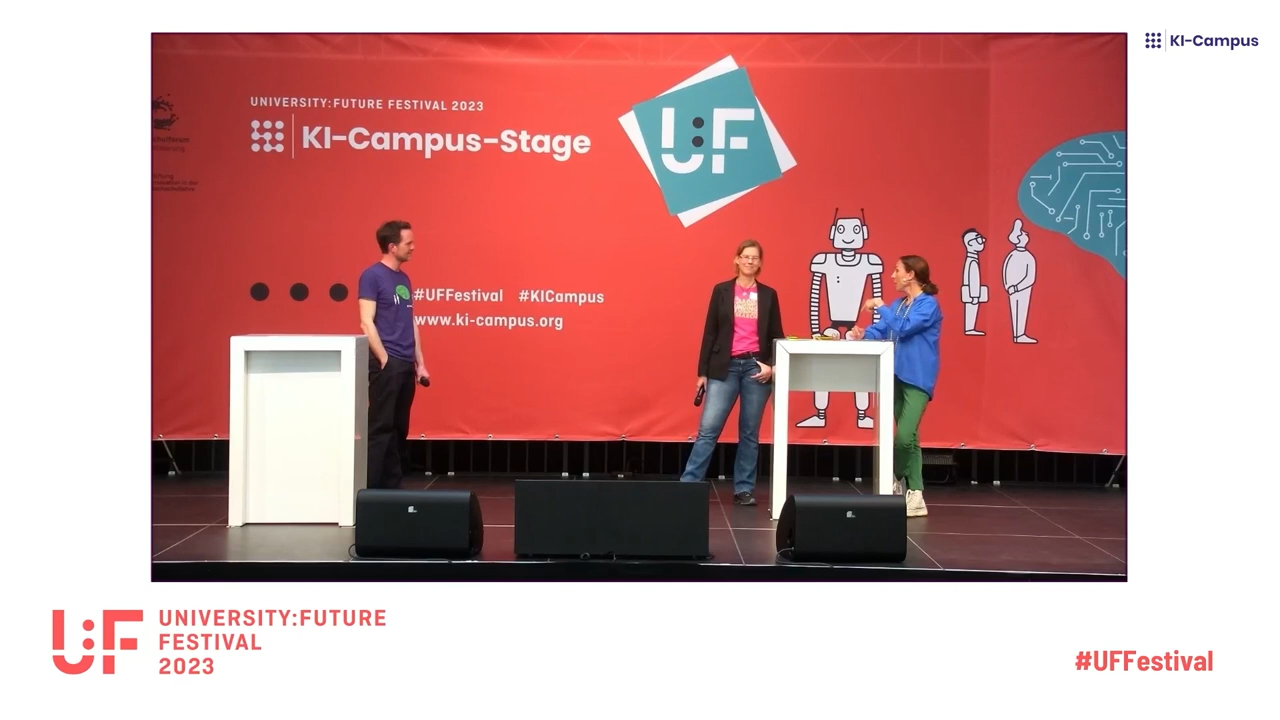 KI-Campus
UNIVERSITY:FUTURE FESTIVAL 2023
KI-Campus-Stage
U:F
#UFFestival #KICampus
www.ki-campus.org
U:F
UNIVERSITY:FUTURE
FESTIVAL
2023
#UFFestival